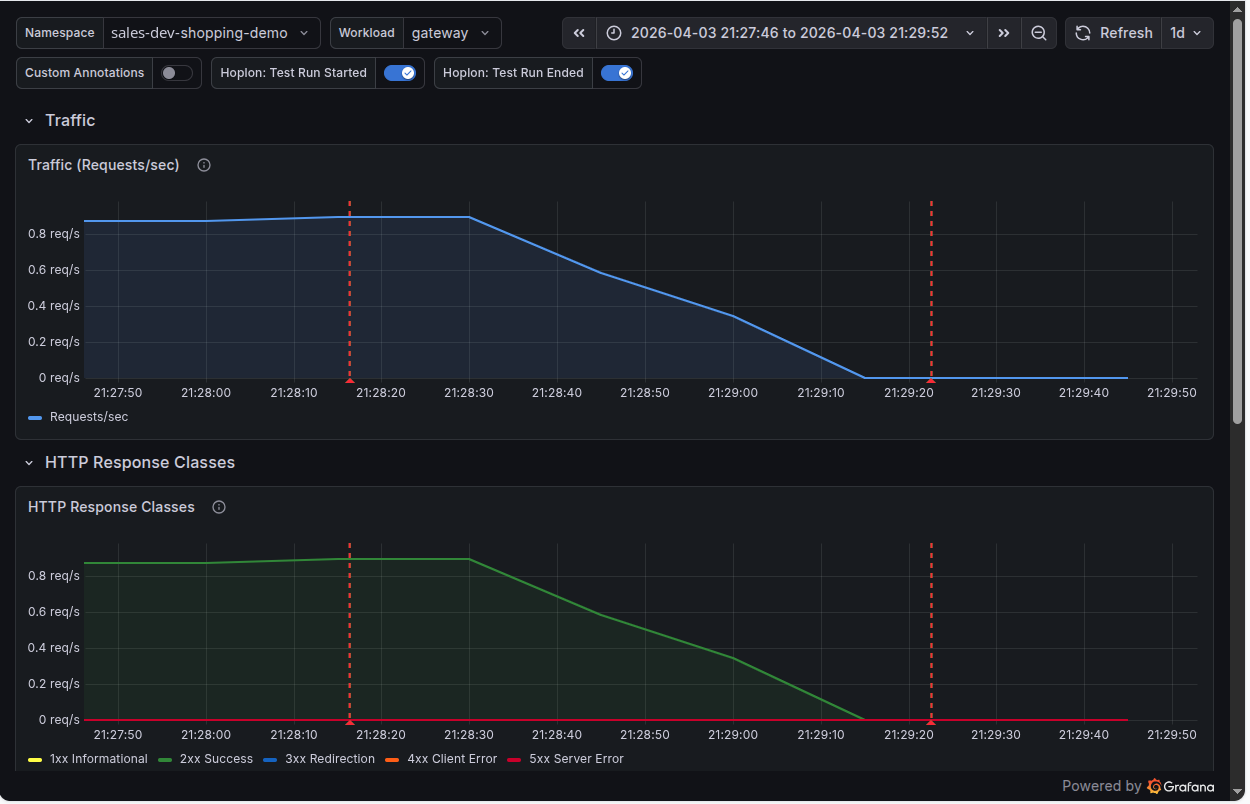 Namespace sales-dev-shopping-demo Workload gateway 2026-04-03 21:27:46 to 2026-04-03 21:29:52 Refresh 1d
Custom Annotations Hoplon: Test Run Started Hoplon: Test Run Ended
Traffic
Traffic (Requests/sec)
0.8 req/s
0.6 req/s
0.4 req/s
0.2 req/s
0 req/s
21:27:50 21:28:00 21:28:10 21:28:20 21:28:30 21:28:40 21:28:50 21:29:00 21:29:10 21:29:20 21:29:30 21:29:40 21:29:50
Requests/sec
HTTP Response Classes
HTTP Response Classes
0.8 req/s
0.6 req/s
0.4 req/s
0.2 req/s
0 req/s
21:27:50 21:28:00 21:28:10 21:28:20 21:28:30 21:28:40 21:28:50 21:29:00 21:29:10 21:29:20 21:29:30 21:29:40 21:29:50
1xx Informational 2xx Success 3xx Redirection 4xx Client Error 5xx Server Error
Powered by Grafana